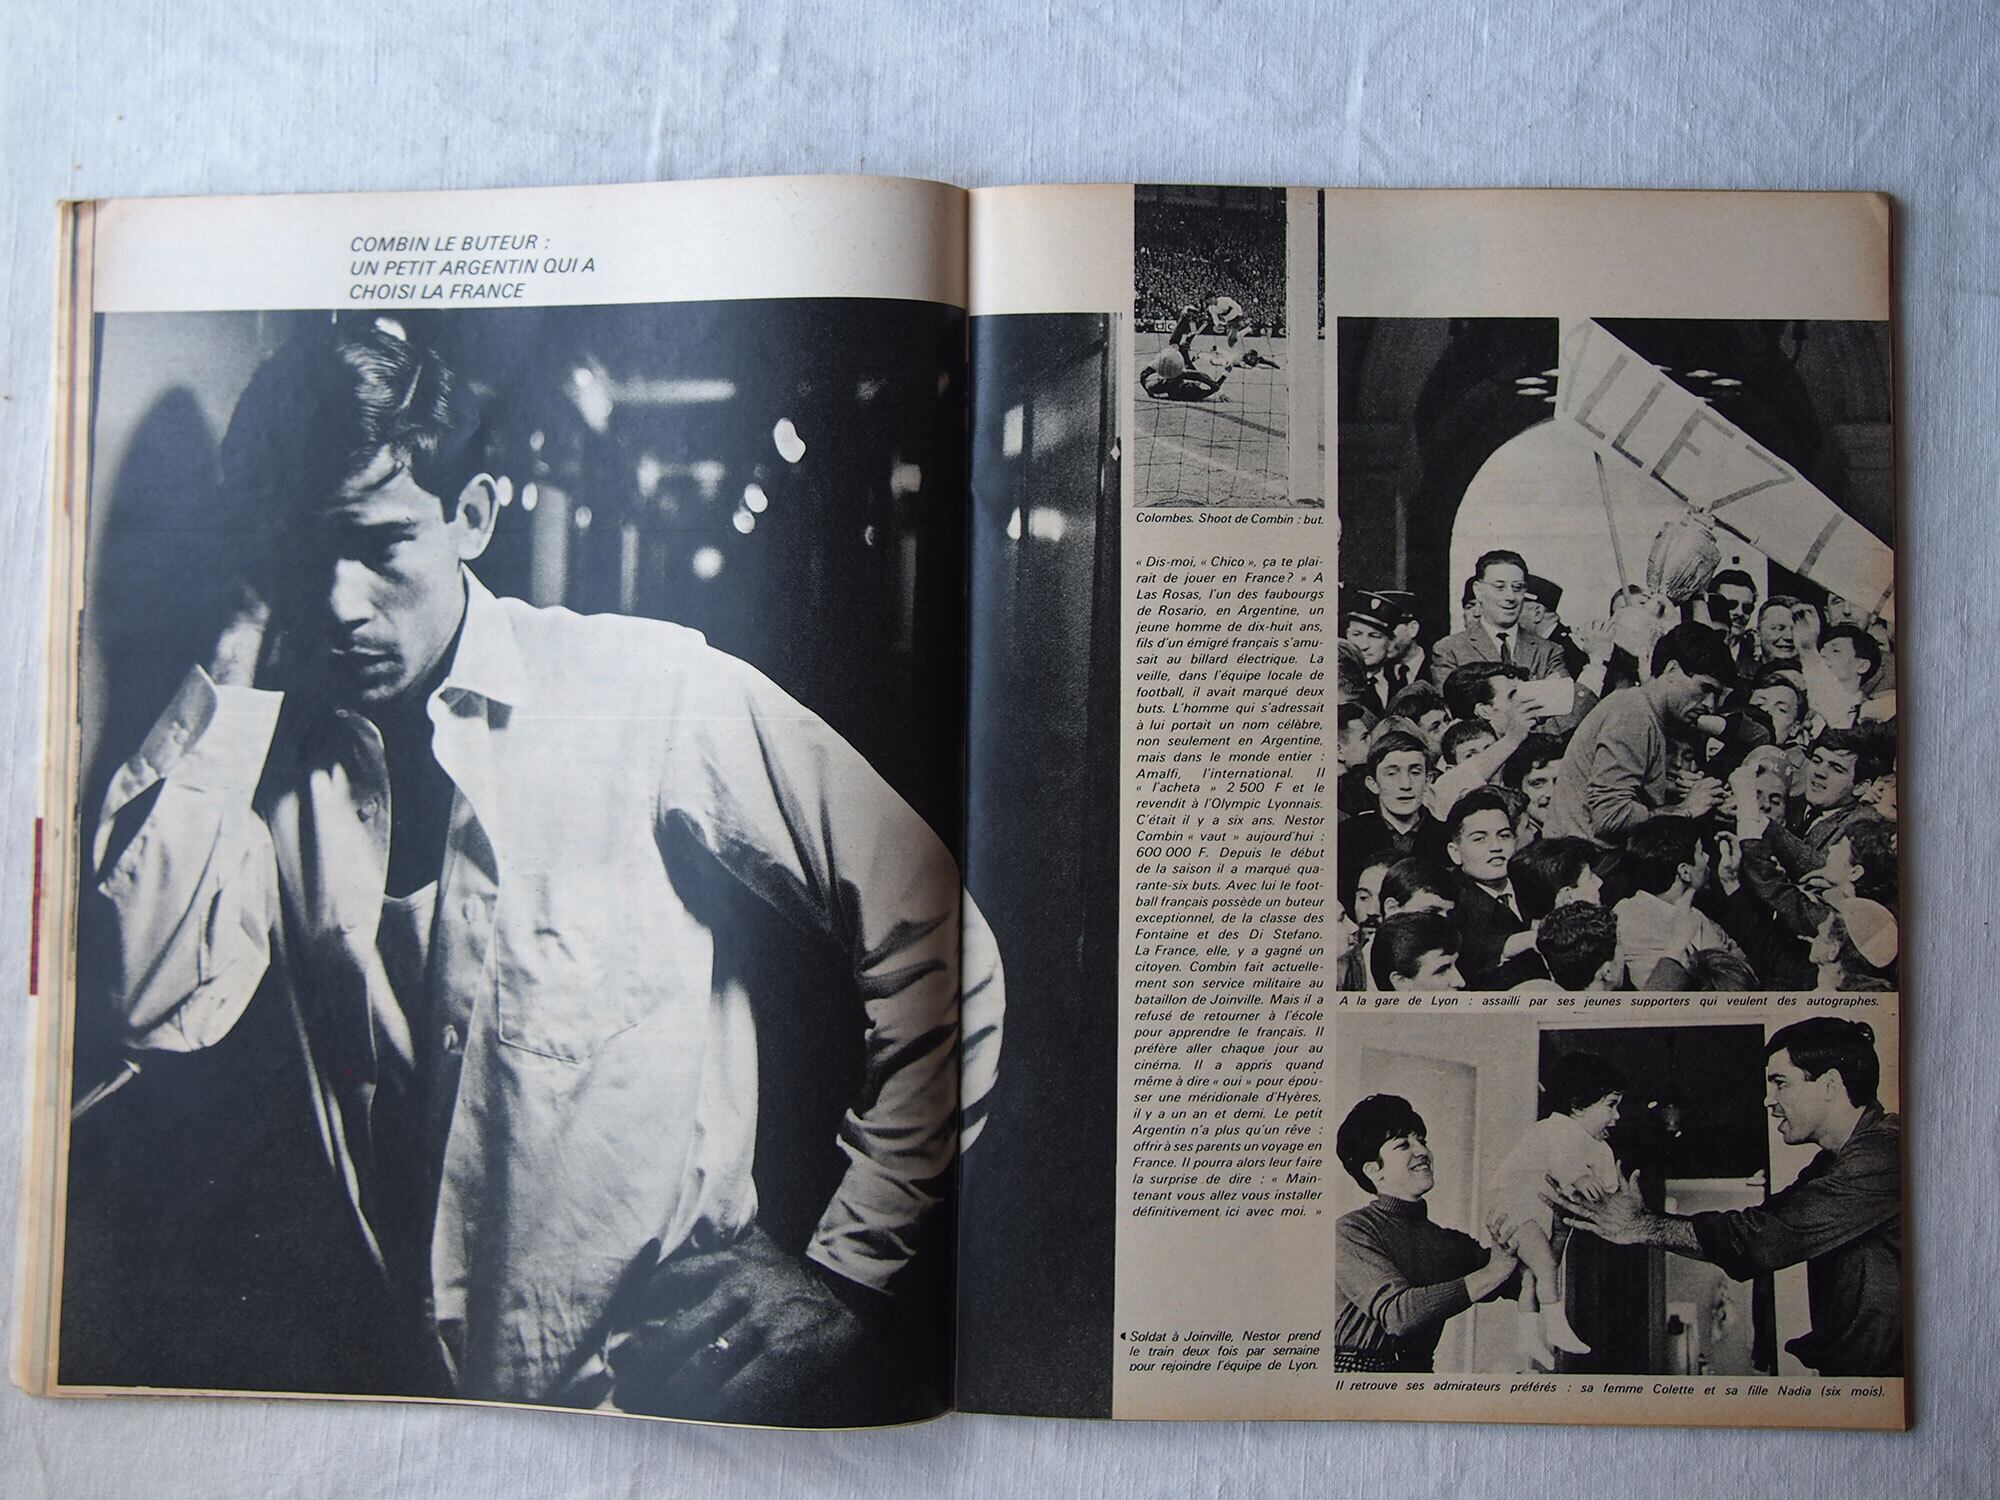 COMBIN LE BUTEUR :
UN PETIT ARGENTIN QUI A
CHOISI LA FRANCE
Colombes. Shoot de Combin : but.
« Dis-moi, « Chico », ça te plai-
rait de jouer en France? » A
Las Rosas, l'un des faubourgs
de Rosario, en Argentine, un
jeune homme de dix-huit ans,
fils d'un émigré français s'amu-
sait au billard électrique. La
veille, dans l'équipe locale de
football, il avait marqué deux
buts. L'homme qui s'adressait
à lui portait un nom célèbre,
non seulement en Argentine,
mais dans le monde entier :
Amalfi, l'international. Il
« l'acheta » 2 500 F et le
revendit à l'Olympic Lyonnais.
C'était il y a six ans. Nestor
Combin « vaut » aujourd'hui :
600 000 F. Depuis le début
de la saison il a marqué qua-
rante-six buts. Avec lui le foot-
ball français possède un buteur
exceptionnel, de la classe des
Fontaine et des Di Stefano.
La France, elle, y a gagné un
citoyen. Combin fait actuelle-
ment son service militaire au
bataillon de Joinville. Mais il a
refusé de retourner à l'école
pour apprendre le français. Il
préfère aller chaque jour au
cinéma. Il a appris quand
même à dire « oui » pour épou-
ser une méridionale d'Hyères,
il y a un an et demi. Le petit
Argentin n'a plus qu'un rêve :
offrir à ses parents un voyage en
France. Il pourra alors leur faire
la surprise de dire : « Main-
tenant vous allez vous installer
définitivement ici avec moi. »
Soldat à Joinville, Nestor prend
le train deux fois par semaine
pour rejoindre l'équipe de Lyon.
ALLEZ
A la gare de Lyon : assailli par ses jeunes supporters qui veulent des autographes.
Il retrouve ses admirateurs préférés : sa femme Colette et sa fille Nadia (six mois).